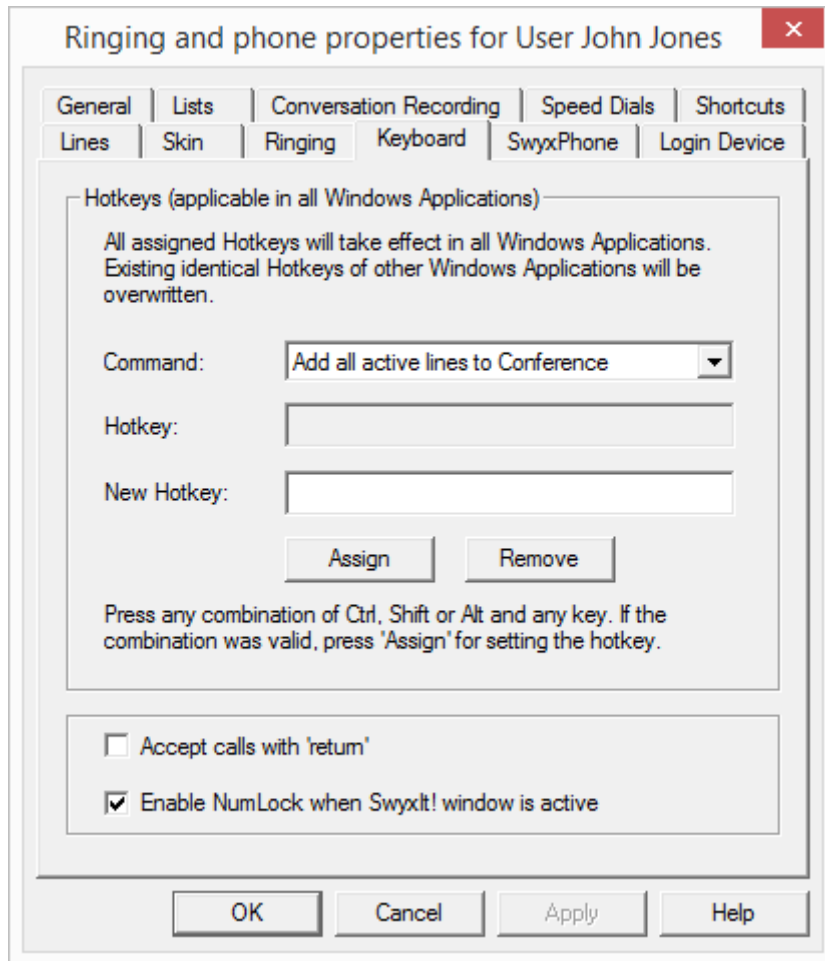 Ringing and phone properties for User John Jones
General Lists Conversation Recording Speed Dials Shortcuts
Lines Skin Ringing Keyboard SwyxPhone Login Device
Hotkeys (applicable in all Windows Applications)
All assigned Hotkeys will take effect in all Windows Applications.
Existing identical Hotkeys of other Windows Applications will be
overwritten.
Command: Add all active lines to Conference
Hotkey:
New Hotkey:
Assign Remove
Press any combination of Ctrl, Shift or Alt and any key. If the
combination was valid, press 'Assign' for setting the hotkey.
Accept calls with 'return'
Enable NumLock when SwyxIt! window is active
OK Cancel Apply Help